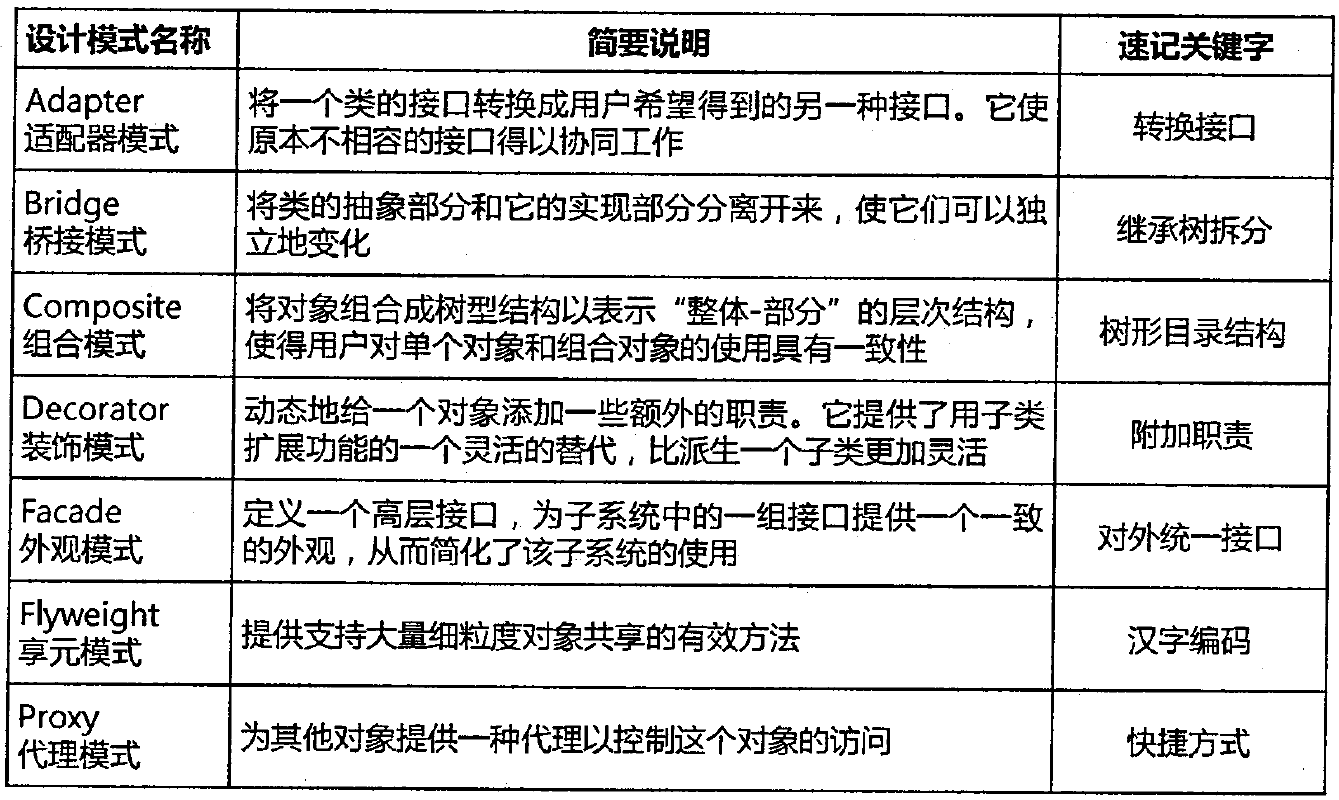 设计模式名称 简要说明 速记关键字
Adapter
适配器模式
将一个类的接口转换成用户希望得到的另一种接口。它使
原本不相容的接口得以协同工作
转换接口
Bridge
桥接模式
将类的抽象部分和它的实现部分分离开来，使它们可以独
立地变化
继承树拆分
Composite
组合模式
将对象组合成树型结构以表示“整体-部分”的层次结构，
使得用户对单个对象和组合对象的使用具有一致性
树形目录结构
Decorator
装饰模式
动态地给一个对象添加一些额外的职责。它提供了用子类
扩展功能的一个灵活的替代，比派生一个子类更加灵活
附加职责
Facade
外观模式
定义一个高层接口，为子系统中的一组接口提供一个一致
的外观，从而简化了该子系统的使用
对外统一接口
Flyweight
享元模式
提供支持大量细粒度对象共享的有效方法
汉字编码
Proxy
代理模式
为其他对象提供一种代理以控制这个对象的访问
快捷方式